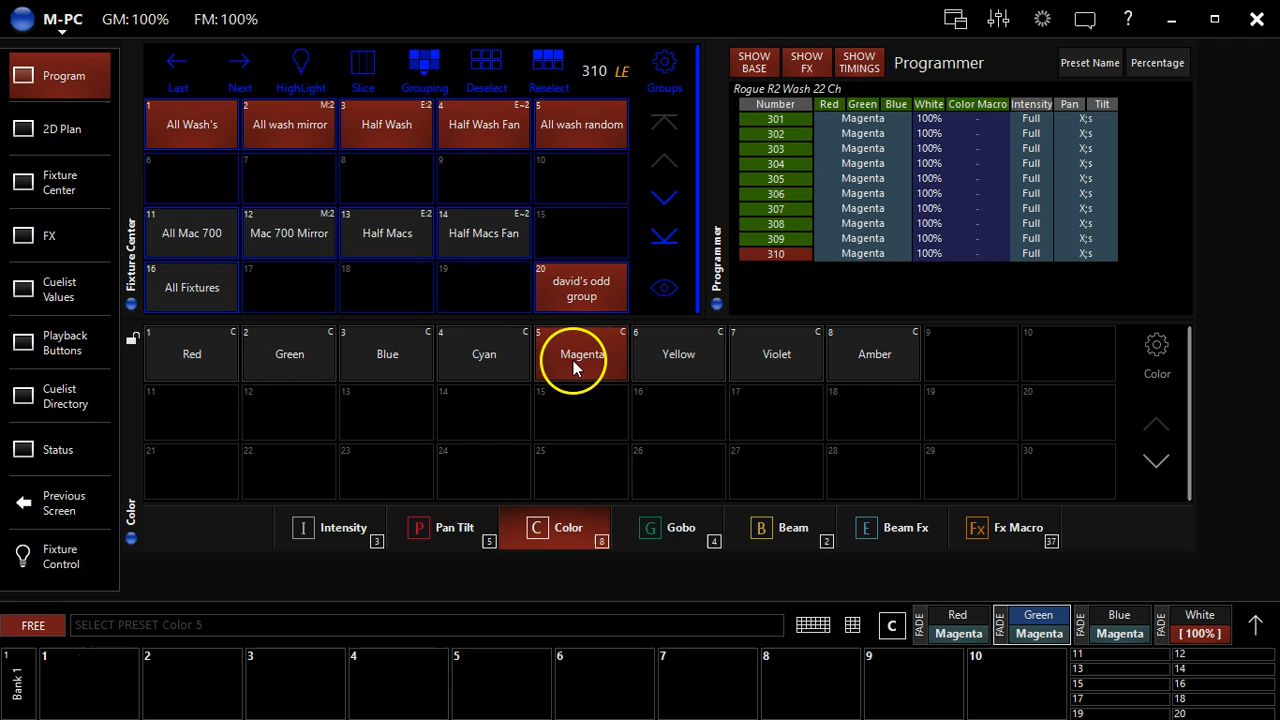 M-PC GM: 100% FM: 100% ?
Program
2D Plan
Fixture
Center
FX
Cuelist
Values
Playback
Buttons
Cuelist
Directory
Status
Previous
Screen
Fixture
Control
Last Next HighLight Slice Grouping Deselect Reselect 310 LE Groups
Fixture Center
1 All Wash's
2 M:2 All wash mirror
3 E:2 Half Wash
4 E~2 Half Wash Fan
5 All wash random
6 7 8 9 10
11 All Mac 700
12 M:2 Mac 700 Mirror
13 E:2 Half Macs
14 E~2 Half Macs Fan
15
16 All Fixtures
17 18 19
20 david's odd
group
SHOW
BASE
SHOW
FX
SHOW
TIMINGS
Programmer Preset Name Percentage
Programmer
Rogue R2 Wash 22 Ch
Number Red Green Blue White Color Macro Intensity Pan Tilt
301 Magenta 100% - Full X;s
302 Magenta 100% - Full X;s
303 Magenta 100% - Full X;s
304 Magenta 100% - Full X;s
305 Magenta 100% - Full X;s
306 Magenta 100% - Full X;s
307 Magenta 100% - Full X;s
308 Magenta 100% - Full X;s
309 Magenta 100% - Full X;s
310 Magenta 100% - Full X;s
Color
1 C Red
2 C Green
3 C Blue
4 C Cyan
5 C Magenta
6 C Yellow
7 C Violet
8 C Amber
9 10
Color
11 12 13 14 15 16 17 18 19 20
21 22 23 24 25 26 27 28 29 30
I Intensity 3
P Pan Tilt 5
C Color 8
G Gobo 4
B Beam 2
E Beam Fx
Fx Fx Macro 37
FREE SELECT PRESET Color 5 C
FADE Red Magenta
FADE Green Magenta
FADE Blue Magenta
FADE White [ 100% ]
1 Bank 1
1 2 3 4 5 6 7 8 9 10
11 12
13 14
15 16
17 18
19 20